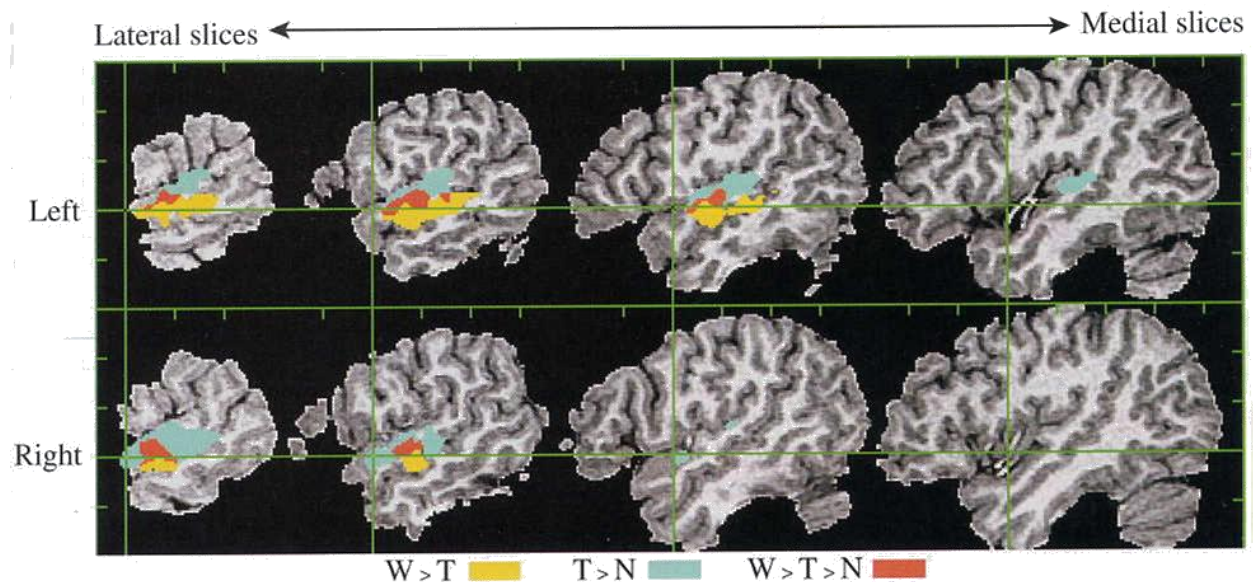 Lateral slices Medial slices
Left
Right
W > T T > N W > T > N